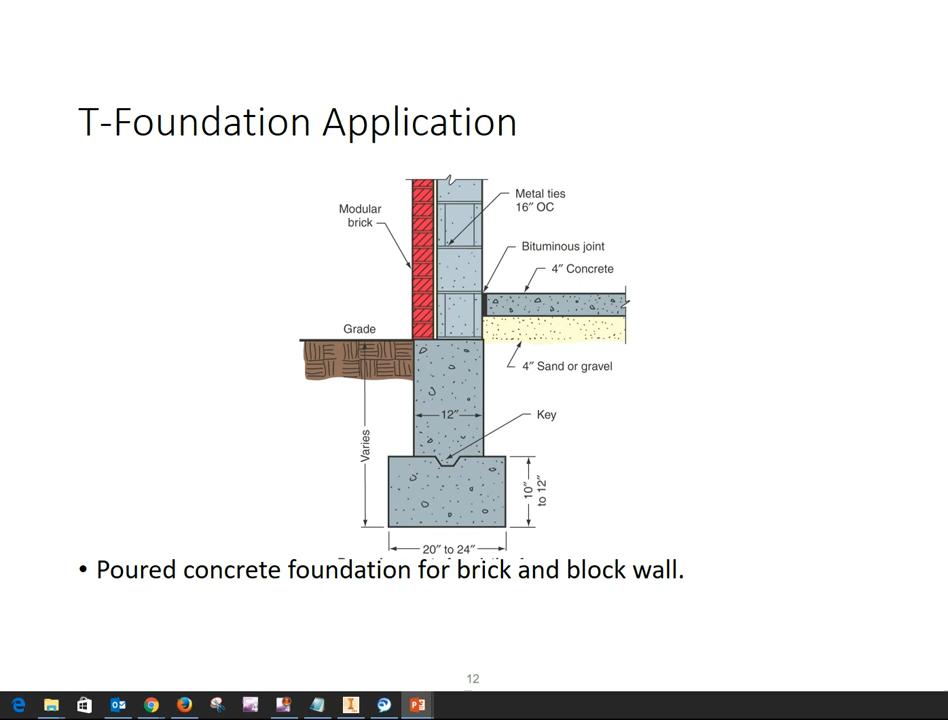 T-Foundation Application
Metal ties
16″ OC
Modular
brick
Bituminous joint
4″ Concrete
Grade
4″ Sand or gravel
12″
Key
Varies
10″
to 12″
20″ to 24″
• Poured concrete foundation for brick and block wall.
12